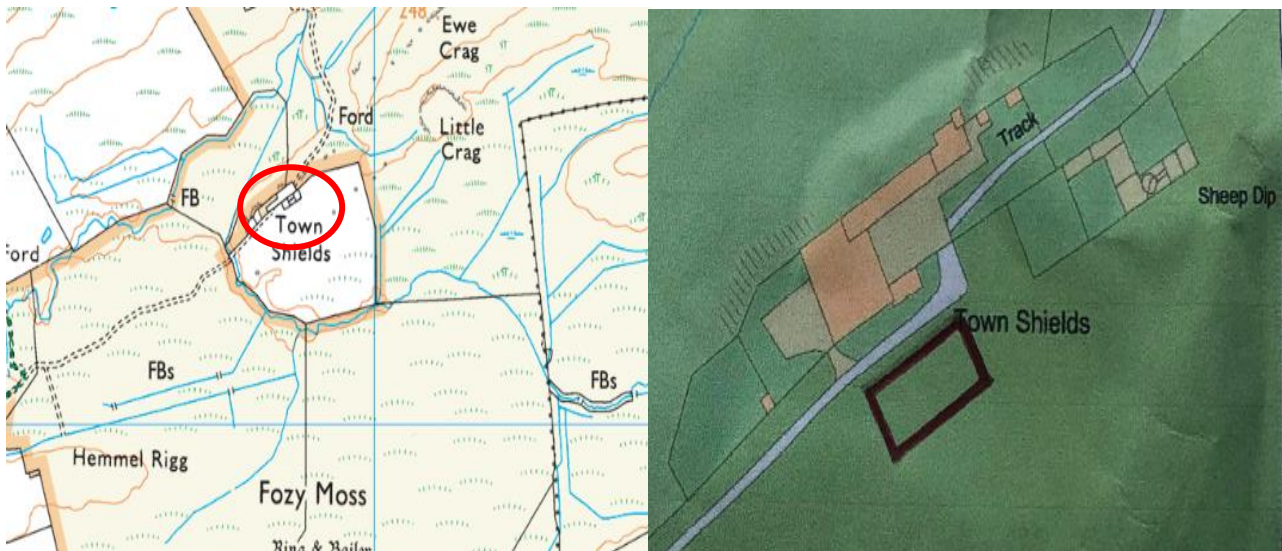 248
Ewe
Crag
Ford
Little
Crag
FB
Town
Shields
ord
FBs
FBs
Hemmel Rigg
Fozy Moss
Ring & Bailey
Track
Sheep Dip
Town Shields